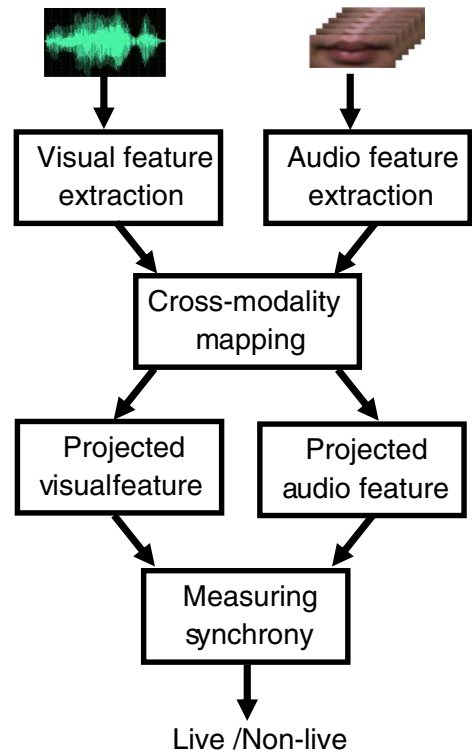 Visual feature
extraction
Audio feature
extraction
Cross-modality
mapping
Projected
visualfeature
Projected
audio feature
Measuring
synchrony
Live /Non-live